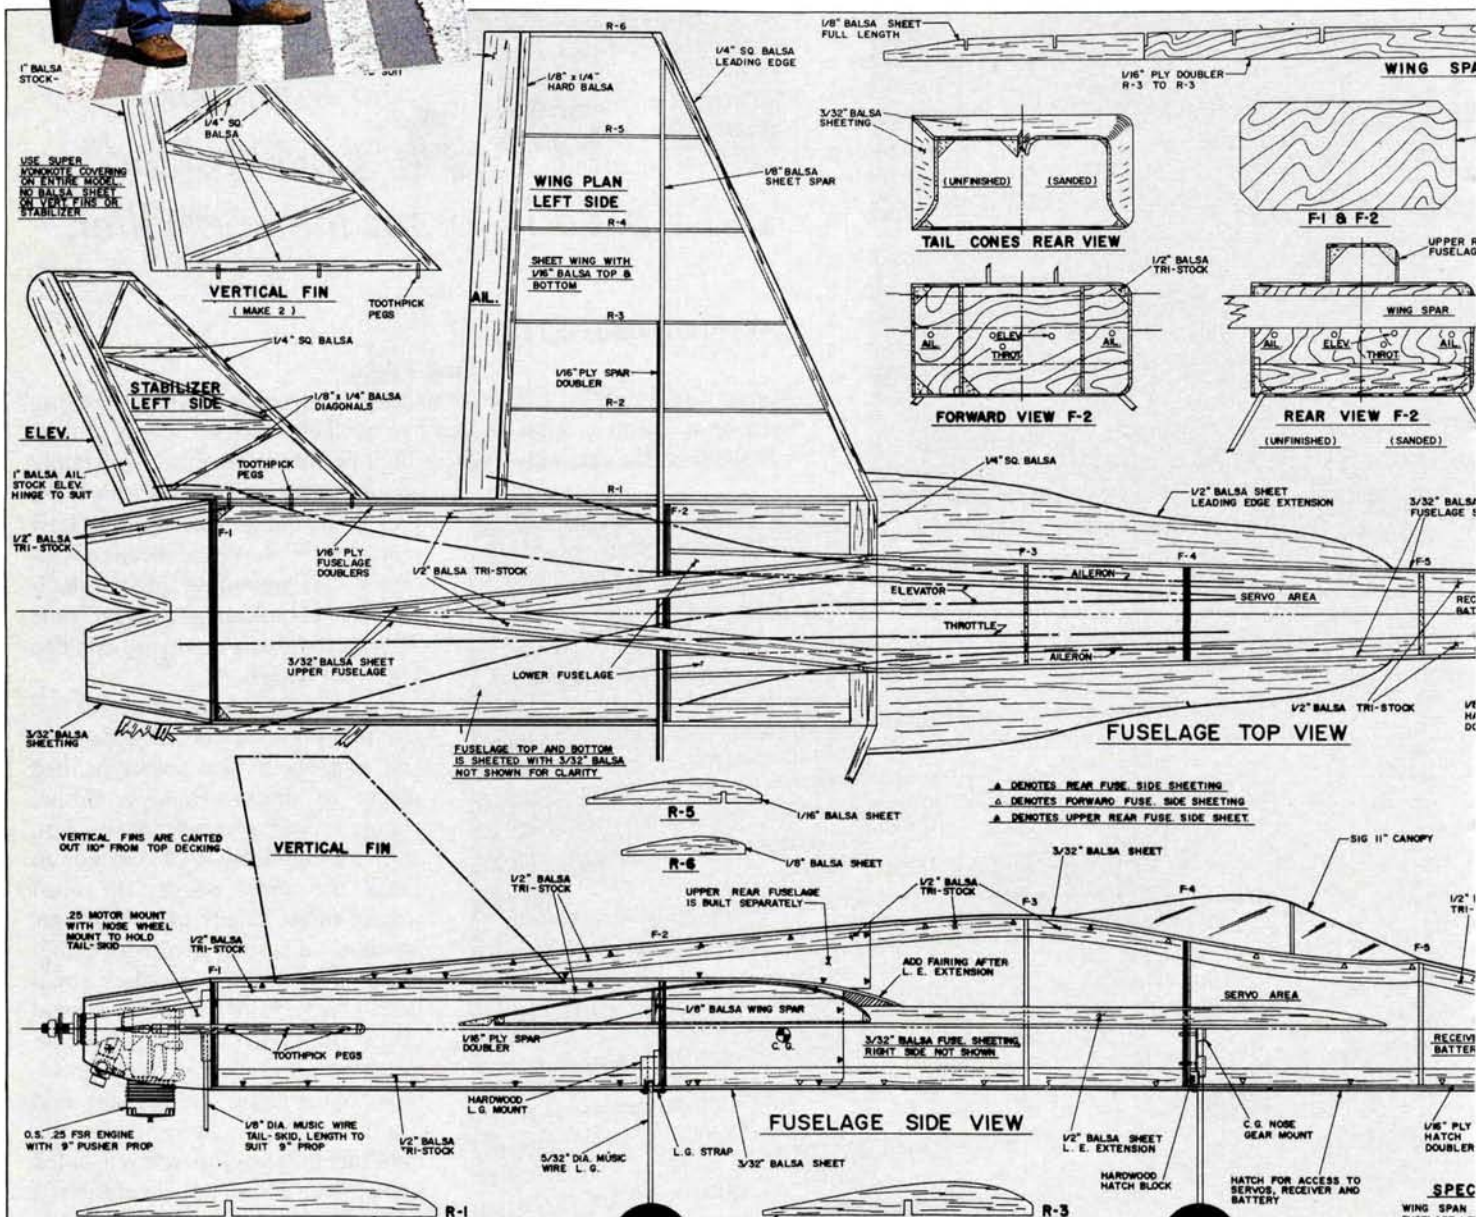 R-6
1/8" BALSA SHEET
FULL LENGTH
1/4" SQ. BALSA
LEADING EDGE
1" BALSA
STOCK-
1/8" x 1/4"
HARD BALSA
1/16" PLY DOUBLER
R-3 TO R-3
WING SPA
1/4" SQ.
BALSA
R-5
3/32" BALSA
SHEETING
USE SUPER
MONOKOTE COVERING
ON ENTIRE MODEL.
NO BALSA SHEET
ON VERT FINS OR
STABILIZER
WING PLAN
LEFT SIDE
1/8" BALSA
SHEET SPAR
(UNFINISHED)
(SANDED)
R-4
F-1 & F-2
TAIL CONES REAR VIEW
SHEET WING WITH
1/16" BALSA TOP &
BOTTOM
VERTICAL FIN
(MAKE 2)
TOOTHPICK
PEGS
AIL.
1/2" BALSA
TRI-STOCK
UPPER R
FUSELAG
WING SPAR
R-3
1/4" SQ. BALSA
AIL.
ELEV.
THROT.
AIL.
AIL.
ELEV.
THROT.
AIL.
STABILIZER
LEFT SIDE
1/8" x 1/4" BALSA
DIAGONALS
1/16" PLY SPAR
DOUBLER
R-2
FORWARD VIEW F-2
REAR VIEW F-2
(UNFINISHED)
(SANDED)
ELEV.
1" BALSA AIL.
STOCK ELEV.
HINGE TO SUIT
TOOTHPICK
PEGS
R-1
1/4" SQ. BALSA
1/2" BALSA SHEET
LEADING EDGE EXTENSION
3/32" BALSA
FUSELAGE S
1/2" BALSA
TRI-STOCK
F-1
1/16" PLY
FUSELAGE
DOUBLERS
1/2" BALSA TRI-STOCK
F-2
F-3
F-4
F-5
AILERON
ELEVATOR
SERVO AREA
REC
BAT
THROTTLE
AILERON
3/32" BALSA SHEET
UPPER FUSELAGE
LOWER FUSELAGE
3/32" BALSA
SHEETING
FUSELAGE TOP AND BOTTOM
IS SHEETED WITH 3/32" BALSA
NOT SHOWN FOR CLARITY
1/2" BALSA TRI-STOCK
FUSELAGE TOP VIEW
R-5
1/16" BALSA SHEET
▲ DENOTES REAR FUSE. SIDE SHEETING
△ DENOTES FORWARD FUSE. SIDE SHEETING
▲ DENOTES UPPER REAR FUSE. SIDE SHEET
VERTICAL FINS ARE CANTED
OUT 110° FROM TOP DECKING
VERTICAL FIN
R-6
1/8" BALSA SHEET
3/32" BALSA SHEET
SIG 11" CANOPY
1/2" BALSA
TRI-STOCK
UPPER REAR FUSELAGE
IS BUILT SEPARATELY
1/2" BALSA
TRI-STOCK
F-3
F-4
.25 MOTOR MOUNT
WITH NOSE WHEEL
MOUNT TO HOLD
TAIL-SKID
1/2" BALSA
TRI-STOCK
F-1
F-2
F-5
ADD FAIRING AFTER
L. E. EXTENSION
1/8" BALSA WING SPAR
SERVO AREA
1/16" PLY SPAR
DOUBLER
TOOTHPICK PEGS
C. G.
3/32" BALSA FUSE. SHEETING
RIGHT SIDE NOT SHOWN
RECEIV
BATTER
HARDWOOD
L.G. MOUNT
FUSELAGE SIDE VIEW
O.S. .25 FSR ENGINE
WITH 9" PUSHER PROP
1/8" DIA. MUSIC WIRE
TAIL-SKID, LENGTH TO
SUIT 9" PROP
1/2" BALSA
TRI-STOCK
5/32" DIA. MUSIC
WIRE L. G.
L.G. STRAP
3/32" BALSA SHEET
1/2" BALSA SHEET
L. E. EXTENSION
C.G. NOSE
GEAR MOUNT
1/16" PLY
HATCH
DOUBLER
HARDWOOD
HATCH BLOCK
HATCH FOR ACCESS TO
SERVOS, RECEIVER AND
BATTERY
SPEC
WING SPAN
R-1
R-3